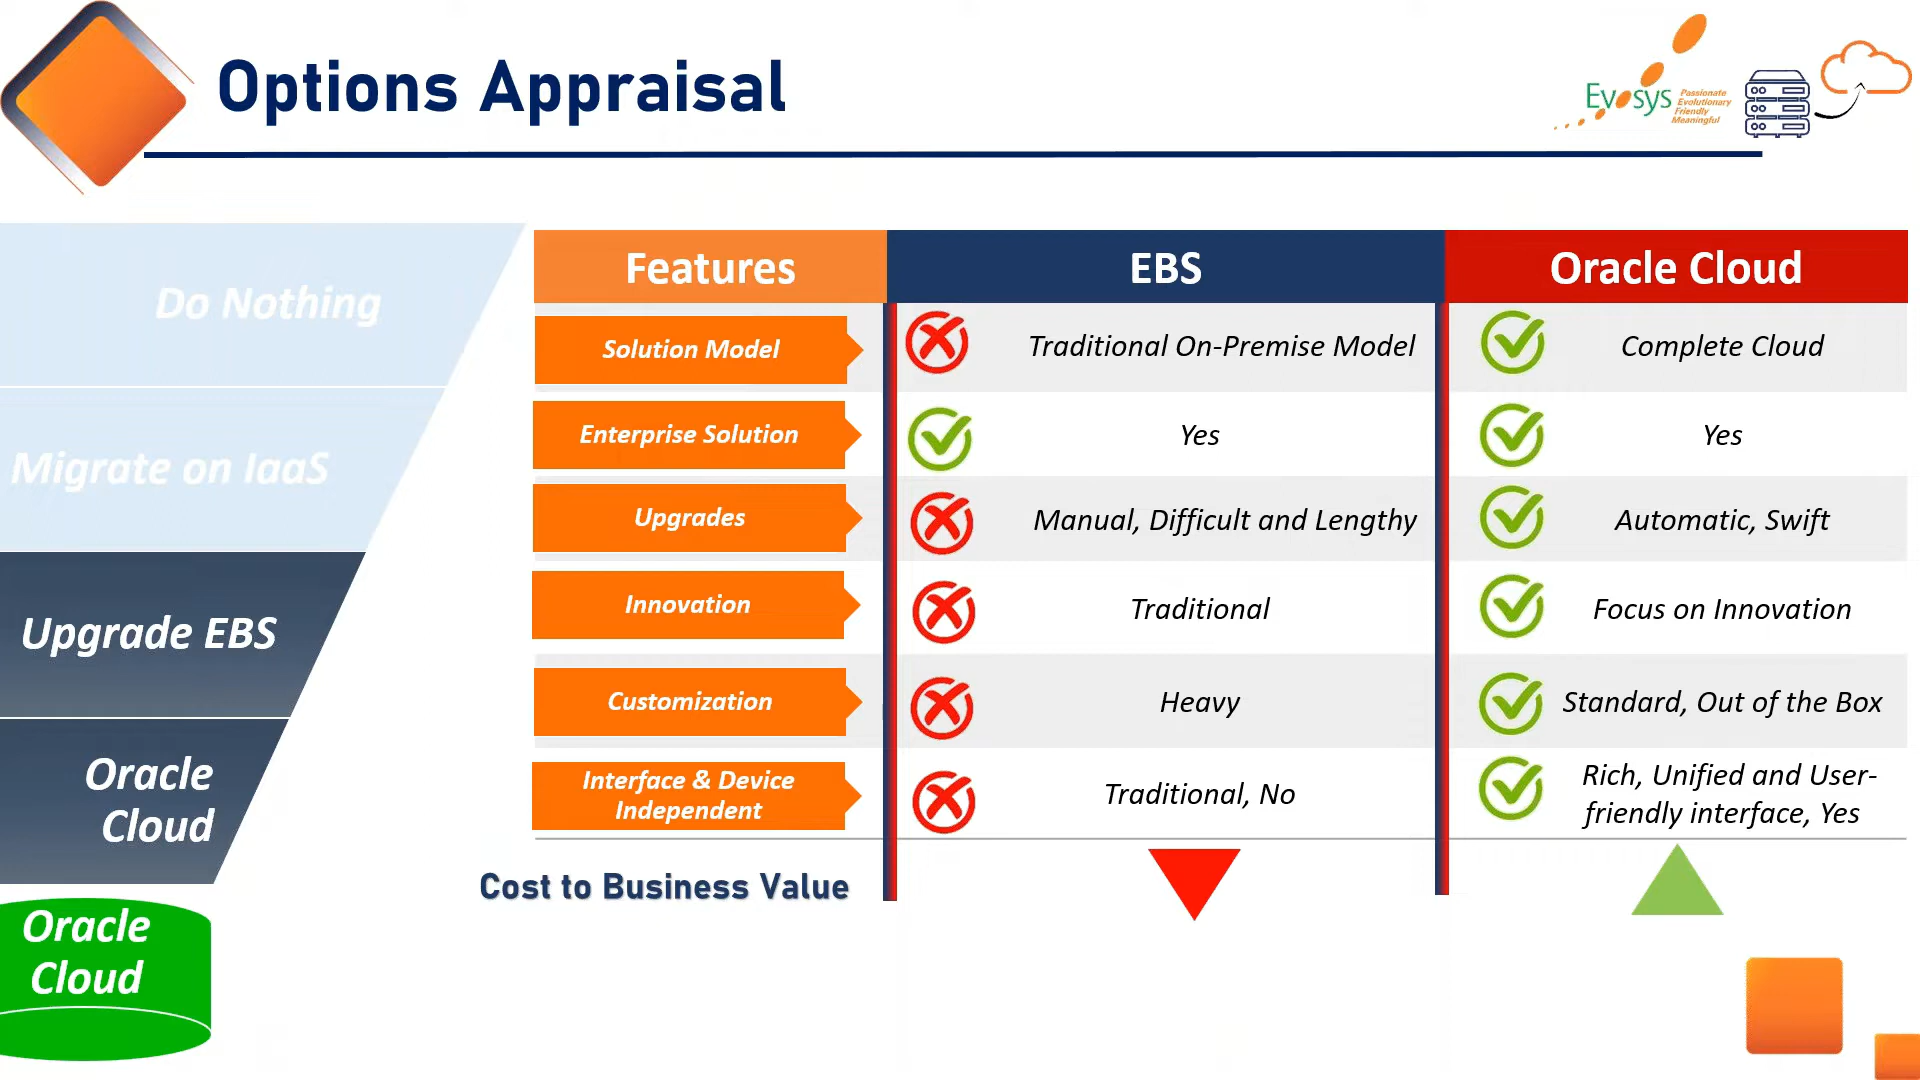 Options Appraisal
Evosys
Passionate
Evolutionary
Friendly
Meaningful
Do Nothing
Migrate on IaaS
Upgrade EBS
Oracle
Cloud
Oracle
Cloud
Features
EBS
Oracle Cloud
Solution Model
Traditional On-Premise Model
Complete Cloud
Enterprise Solution
Yes
Yes
Upgrades
Manual, Difficult and Lengthy
Automatic, Swift
Innovation
Traditional
Focus on Innovation
Customization
Heavy
Standard, Out of the Box
Interface & Device
Independent
Traditional, No
Rich, Unified and User-
friendly interface, Yes
Cost to Business Value